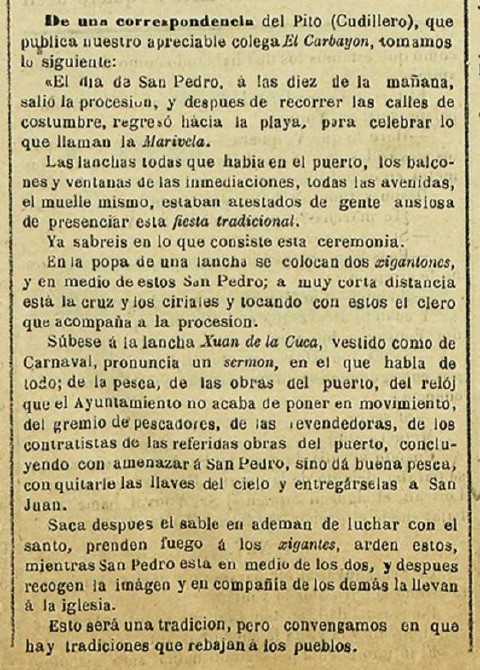 De una correspondencia del Pito (Cudillero), que
publica nuestro apreciable colega El Carbayon, tomamos
lo siguiente:
«El dia de San Pedro, á las diez de la mañana,
salió la procesion, y despues de recorrer las calles de
costumbre, regresó hácia la playa, para celebrar lo
que llaman la Marivela.
Las lanchas todas que habia en el puerto, los balco-
nes y ventanas de las inmediaciones, todas las avenidas,
el muelle mismo, estaban atestados de gente ansiosa
de presenciar esta fiesta tradicional.
Ya sabreis en lo que consiste esta ceremonia.
En la popa de una lancha se colocan dos xigantones,
y en medio de estos San Pedro; a muy corta distancia
está la cruz y los ciriales y tocando con estos el clero
que acompaña a la procesion.
Súbese á la lancha Xuan de la Cuca, vestido como de
Carnaval, pronuncia un sermon, en el que habla de
todo; de la pesca, de las obras del puerto, del relój
que el Ayuntamiento no acaba de poner en movimiento,
del gremio de pescadores, de las revendedoras, de los
contratistas de las referidas obras del puerto, conclu-
yendo con amenazar á San Pedro, sino dá buena pesca,
con quitarle las llaves del cielo y entregárselas a San
Juan.
Saca despues el sable en ademan de luchar con el
santo, prenden fuego á los xigantes, arden estos,
mientras San Pedro esta en medio de los dos, y despues
recogen la imágen y en compañía de los demás la llevan
á la iglesia.
Esto será una tradicion, pero convengamos en que
hay tradiciones que rebajan á los pueblos.